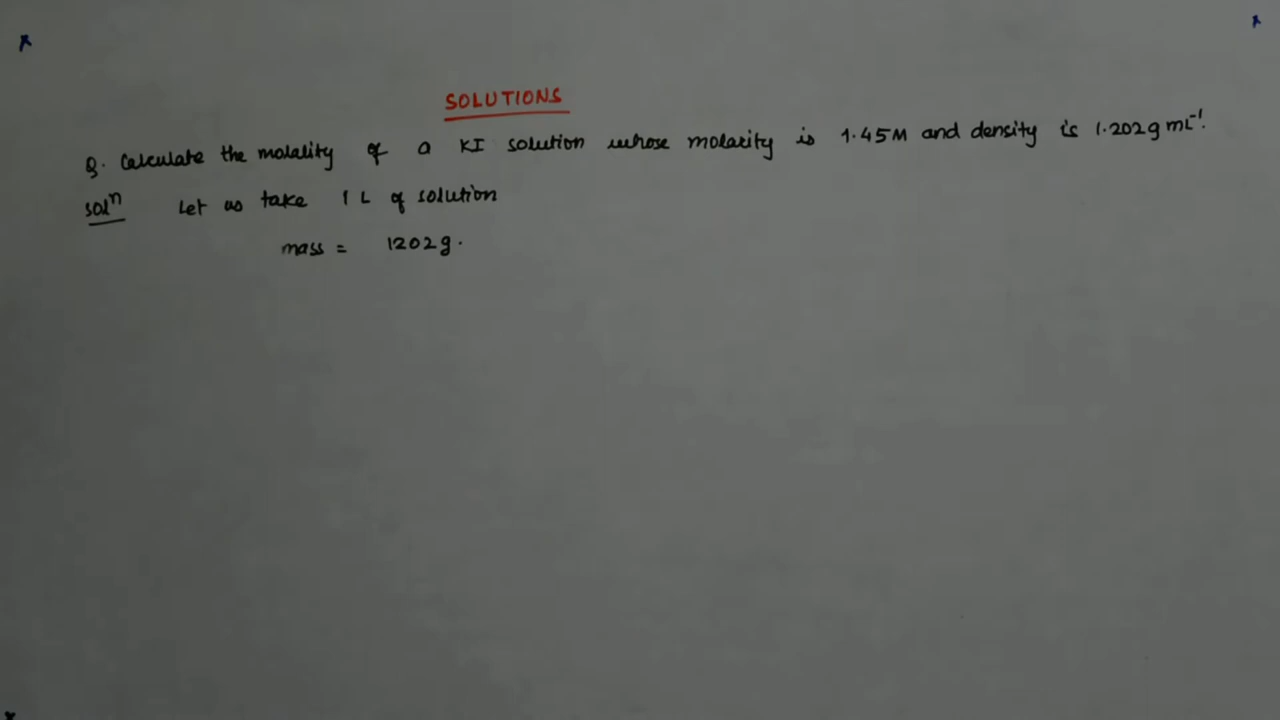 SOLUTIONS
Q. Calculate the molality of a KI solution whose molarity is 1.45M and density is 1.202g mL⁻¹.
solⁿ Let us take 1 L of solution
mass = 1202g.